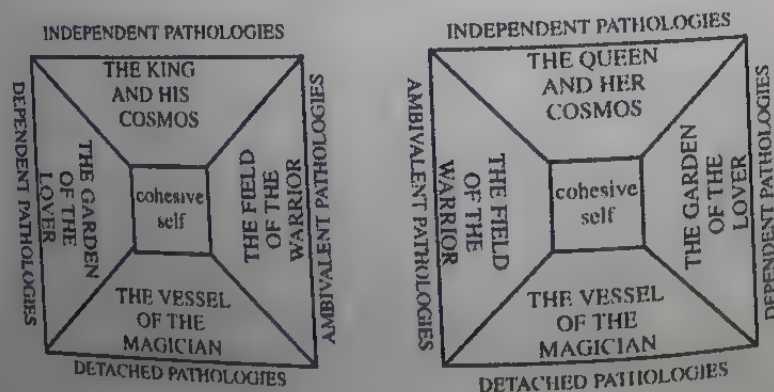 INDEPENDENT PATHOLOGIES
THE KING
AND HIS
COSMOS
DEPENDENT PATHOLOGIES
THE GARDEN
OF THE
LOVER
cohesive
self
THE FIELD
OF THE
WARRIOR
AMBIVALENT PATHOLOGIES
THE VESSEL
OF THE
MAGICIAN
DETACHED PATHOLOGIES
INDEPENDENT PATHOLOGIES
THE QUEEN
AND HER
COSMOS
AMBIVALENT PATHOLOGIES
THE FIELD
OF THE
WARRIOR
cohesive
self
THE GARDEN
OF THE
LOVER
DEPENDENT PATHOLOGIES
THE VESSEL
OF THE
MAGICIAN
DETACHED PATHOLOGIES